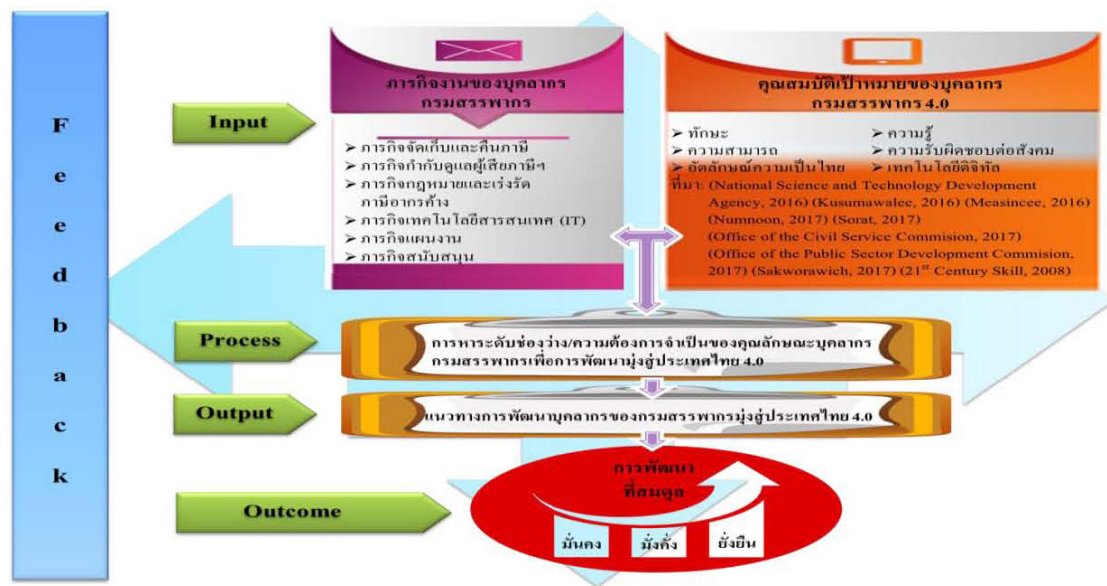 Feedback
Input
ภารกิจงานของบุคลากร
กรมสรรพากร
➢ ภารกิจจัดเก็บและคืนภาษี
➢ ภารกิจกำกับดูแลผู้เสียภาษีฯ
➢ ภารกิจกฎหมายและเร่งรัด
ภาษีอากรค้าง
➢ ภารกิจเทคโนโลยีสารสนเทศ (IT)
➢ ภารกิจแผนงาน
➢ ภารกิจสนับสนุน
คุณสมบัติเป้าหมายของบุคลากร
กรมสรรพากร 4.0
➢ ทักษะ ➢ ความรู้
➢ ความสามารถ ➢ ความรับผิดชอบต่อสังคม
➢ อัตลักษณ์ความเป็นไทย ➢ เทคโนโลยีดิจิทัล
ที่มา: (National Science and Technology Development
Agency, 2016) (Kusumawalee, 2016) (Measincee, 2016)
(Numnoon, 2017) (Sorat, 2017)
(Office of the Civil Service Commision, 2017)
(Office of the Public Sector Development Commision,
2017) (Sakworawich, 2017) (21st Century Skill, 2008)
Process
การหาระดับช่องว่าง/ความต้องการจำเป็นของคุณลักษณะบุคลากร
กรมสรรพากรเพื่อการพัฒนามุ่งสู่ประเทศไทย 4.0
Output
แนวทางการพัฒนาบุคลากรของกรมสรรพากรมุ่งสู่ประเทศไทย 4.0
Outcome
การพัฒนา
ที่สมดุล
มั่นคง มั่งคั่ง ยั่งยืน